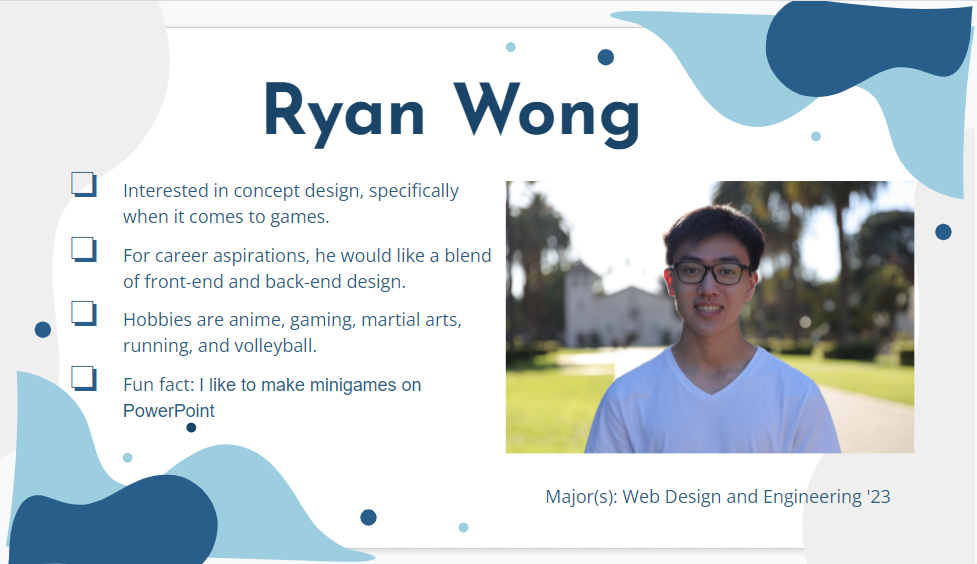 Ryan Wong
Interested in concept design, specifically
when it comes to games.
For career aspirations, he would like a blend
of front-end and back-end design.
Hobbies are anime, gaming, martial arts,
running, and volleyball.
Fun fact: I like to make minigames on
PowerPoint
Major(s): Web Design and Engineering '23